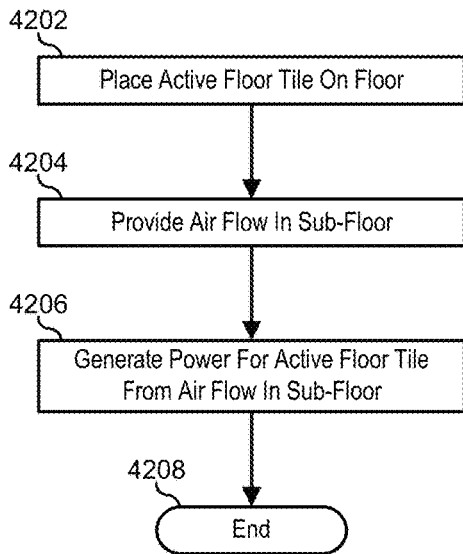 4202
Place Active Floor Tile On Floor
4204
Provide Air Flow In Sub-Floor
4206
Generate Power For Active Floor Tile
From Air Flow In Sub-Floor
4208
End